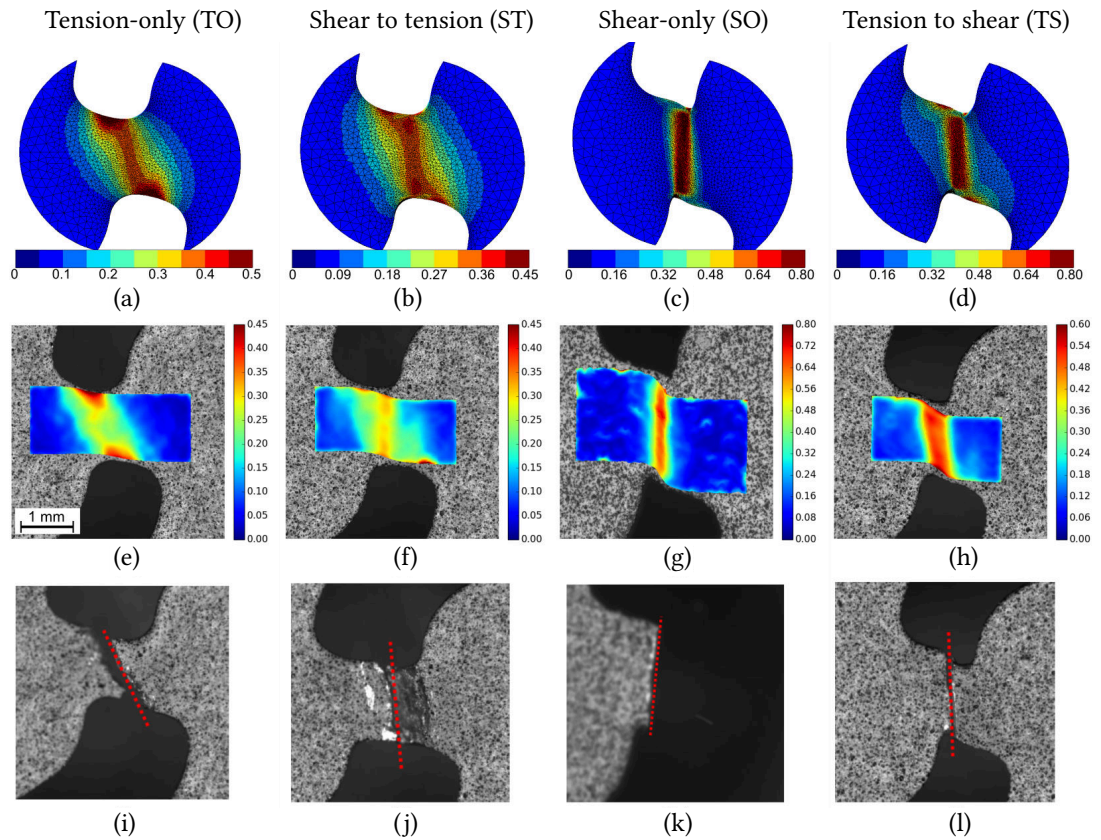 Tension-only (TO) Shear to tension (ST) Shear-only (SO) Tension to shear (TS)
0 0.1 0.2 0.3 0.4 0.5 0 0.09 0.18 0.27 0.36 0.45 0 0.16 0.32 0.48 0.64 0.80 0 0.16 0.32 0.48 0.64 0.80
(a) (b) (c) (d)
0.45 0.45 0.80 0.60
0.40 0.40 0.72 0.54
0.35 0.35 0.64 0.48
0.30 0.30 0.56 0.42
0.25 0.25 0.48 0.36
0.40 0.30
0.20 0.20 0.32 0.24
0.15 0.15 0.24 0.18
0.10 0.10 0.16 0.12
0.05 0.05 0.08 0.06
0.00 0.00 0.00 0.00
1 mm
(e) (f) (g) (h)
(i) (j) (k) (l)